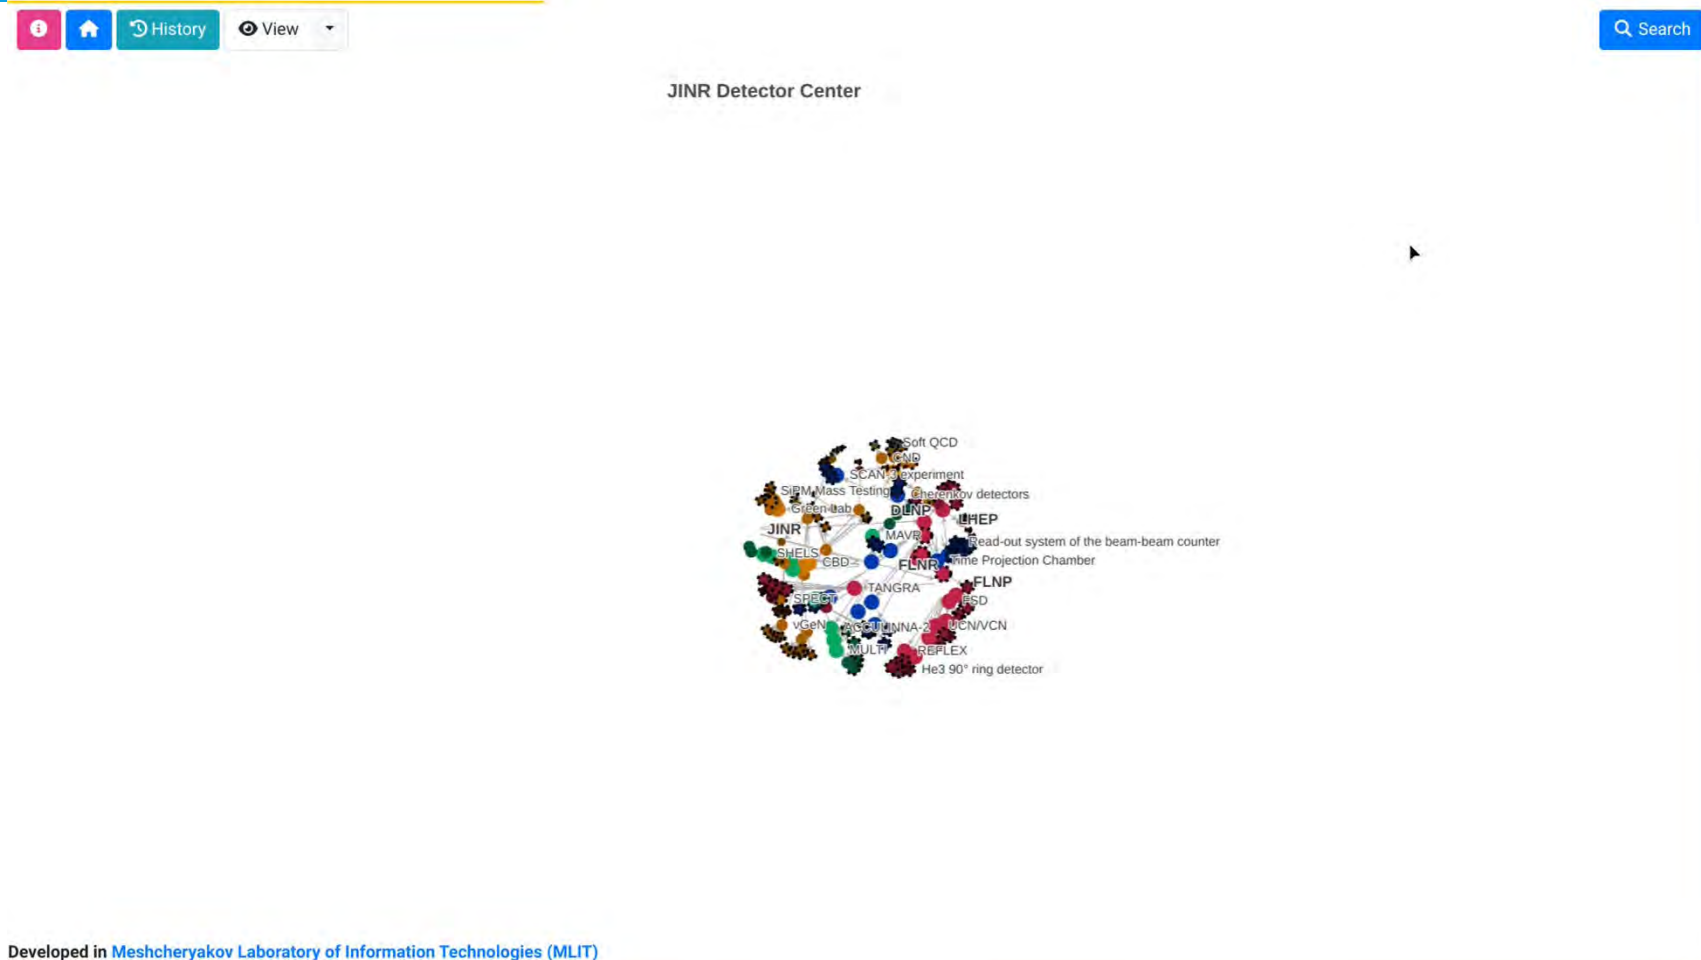 History
View
Search
JINR Detector Center
Soft QCD
CND
SCAN-3 experiment
SiPM Mass Testing
Cherenkov detectors
Green Lab
DLNP
LHEP
JINR
MAVR
Read-out system of the beam-beam counter
SHELS
CBD
FLNR
Time Projection Chamber
TANGRA
FLNP
SPECT
FSD
vGeN
ACCULINNA-2
UCN/VCN
MULTI
REFLEX
He3 90° ring detector
Developed in Meshcheryakov Laboratory of Information Technologies (MLIT)